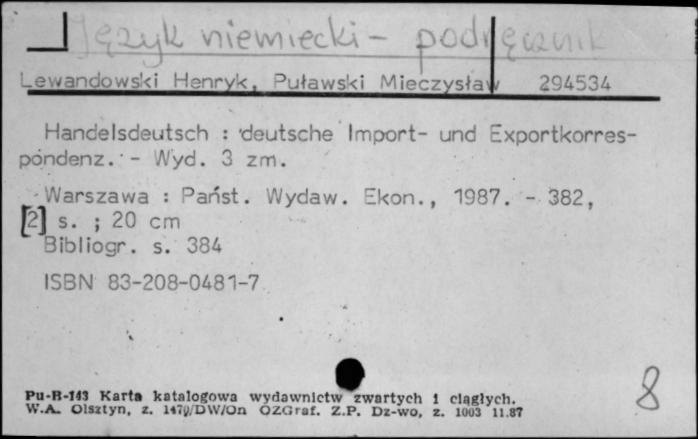 Język niemiecki - podręcznik
Lewandowski Henryk, Puławski Mieczysław 294534
Handelsdeutsch : deutsche Import- und Exportkorres-
pondenz. - Wyd. 3 zm.
Warszawa : Państ. Wydaw. Ekon., 1987. - 382,
[2] s. ; 20 cm
Bibliogr. s. 384
ISBN 83-208-0481-7
8
Pu-B-143 Karta katalogowa wydawnictw zwartych i ciągłych.
W.A. Olsztyn, z. 1470/DW/On OZGraf. Z.P. Dz-wo, z. 1003 11.87